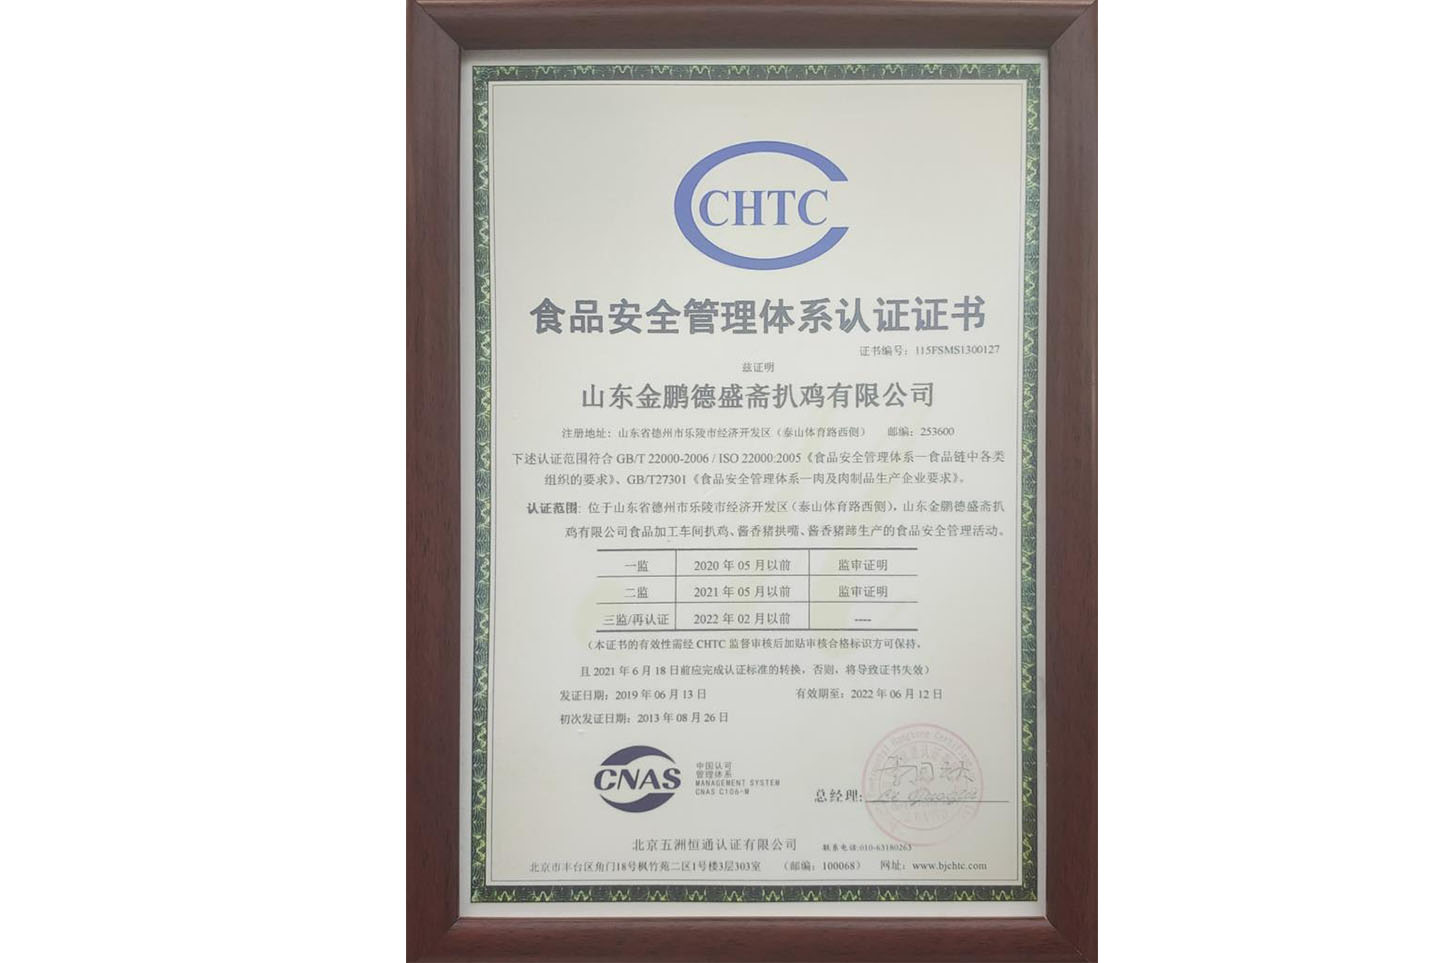 CHTC
食品安全管理体系认证证书
证书编号：115FSMS1300127
兹证明
山东金鹏德盛斋扒鸡有限公司
注册地址：山东省德州市乐陵市经济开发区（泰山体育路西侧） 邮编：253600
下述认证范围符合 GB/T 22000-2006 / ISO 22000:2005《食品安全管理体系—食品链中各类
组织的要求》、GB/T27301《食品安全管理体系—肉及肉制品生产企业要求》。
认证范围：位于山东省德州市乐陵市经济开发区（泰山体育路西侧），山东金鹏德盛斋扒
鸡有限公司食品加工车间扒鸡、酱香猪拱嘴、酱香猪蹄生产的食品安全管理活动。
一监 2020 年 05 月以前 监审证明
二监 2021 年 05 月以前 监审证明
三监/再认证 2022 年 02 月以前 ----
（本证书的有效性需经 CHTC 监督审核后加贴审核合格标识方可保持，
且 2021 年 6 月 18 日前应完成认证标准的转换，否则，将导致证书失效）
发证日期：2019 年 06 月 13 日 有效期至：2022 年 06 月 12 日
初次发证日期：2013 年 08 月 26 日
CNAS
中国认可
管理体系
MANAGEMENT SYSTEM
CNAS C106-M
总经理：
北京五洲恒通认证有限公司 联系电话:010-63180263
北京市丰台区角门18号枫竹苑二区1号楼3层303室 （邮编：100068） 网址：www.bjchtc.com